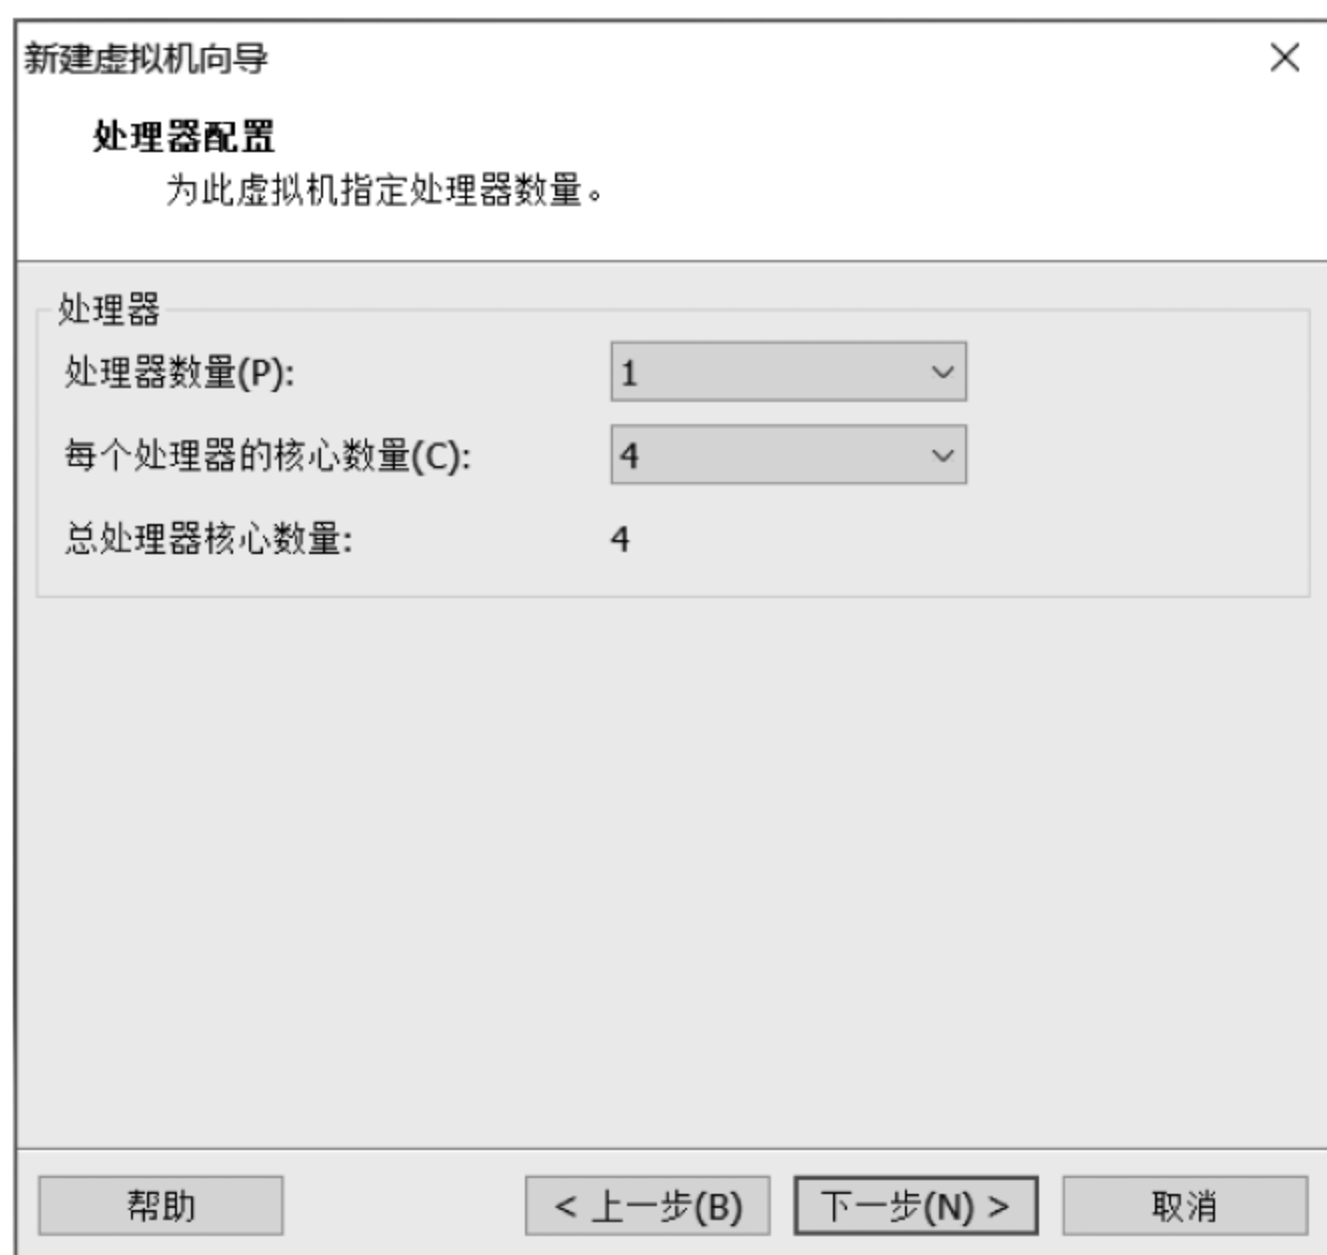 新建虚拟机向导
处理器配置
为此虚拟机指定处理器数量。
处理器
处理器数量(P): 1
每个处理器的核心数量(C): 4
总处理器核心数量: 4
帮助 < 上一步(B) 下一步(N) > 取消